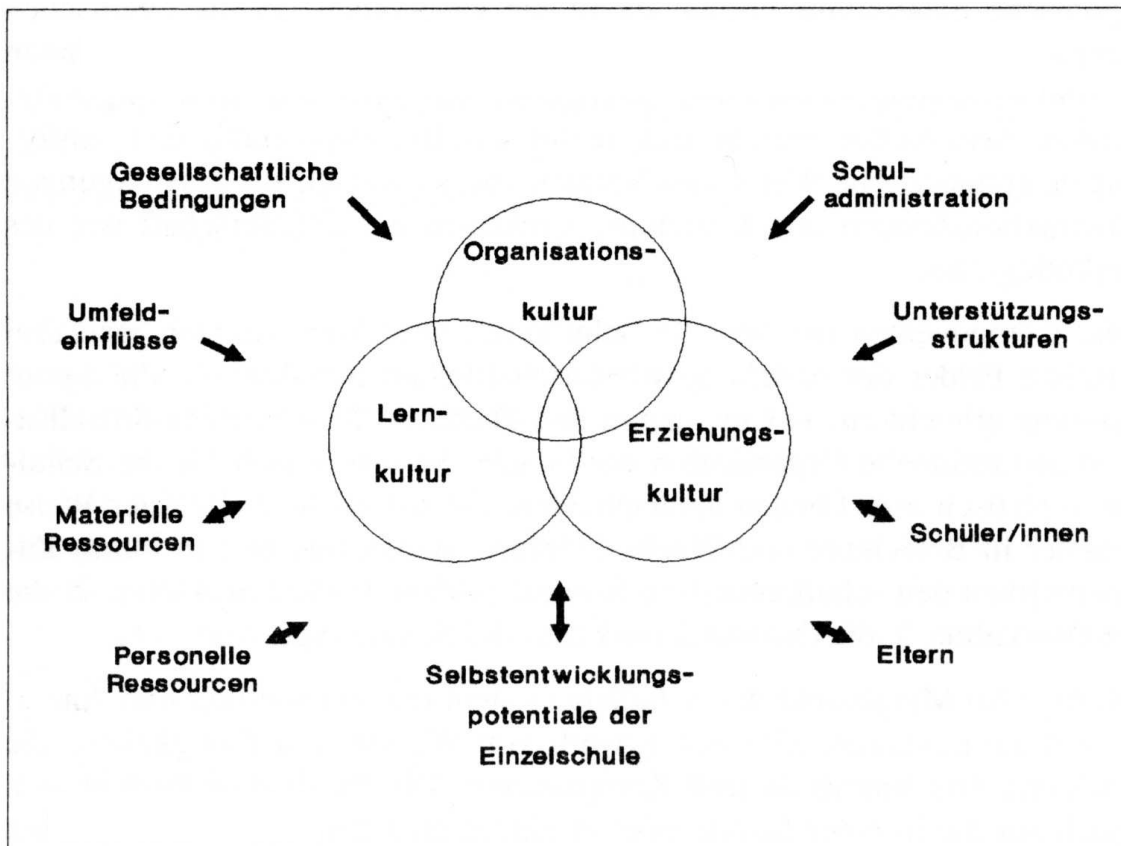 Gesellschaftliche
Bedingungen
Schul-
administration
Organisations-
kultur
Umfeld-
einflüsse
Unterstützungs-
strukturen
Lern-
kultur
Erziehungs-
kultur
Materielle
Ressourcen
Schüler/innen
Personelle
Ressourcen
Selbstentwicklungs-
potentiale der
Einzelschule
Eltern